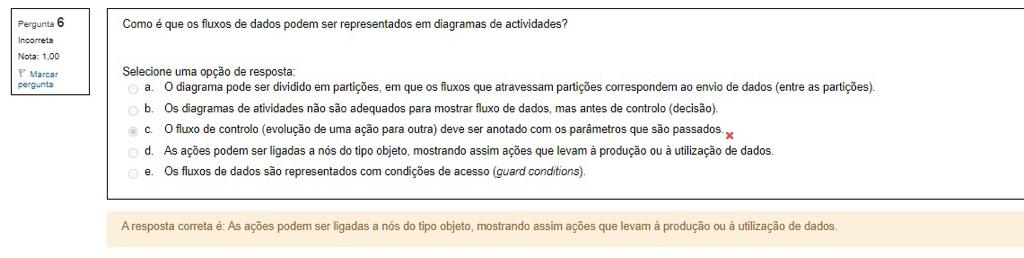 Pergunta 6
Incorreta
Nota: 1,00
Marcar
pergunta
Como é que os fluxos de dados podem ser representados em diagramas de actividades?
Selecione uma opção de resposta:
a. O diagrama pode ser dividido em partições, em que os fluxos que atravessam partições correspondem ao envio de dados (entre as partições).
b. Os diagramas de atividades não são adequados para mostrar fluxo de dados, mas antes de controlo (decisão).
c. O fluxo de controlo (evolução de uma ação para outra) deve ser anotado com os parâmetros que são passados.
d. As ações podem ser ligadas a nós do tipo objeto, mostrando assim ações que levam à produção ou à utilização de dados.
e. Os fluxos de dados são representados com condições de acesso (guard conditions).
A resposta correta é: As ações podem ser ligadas a nós do tipo objeto, mostrando assim ações que levam à produção ou à utilização de dados.